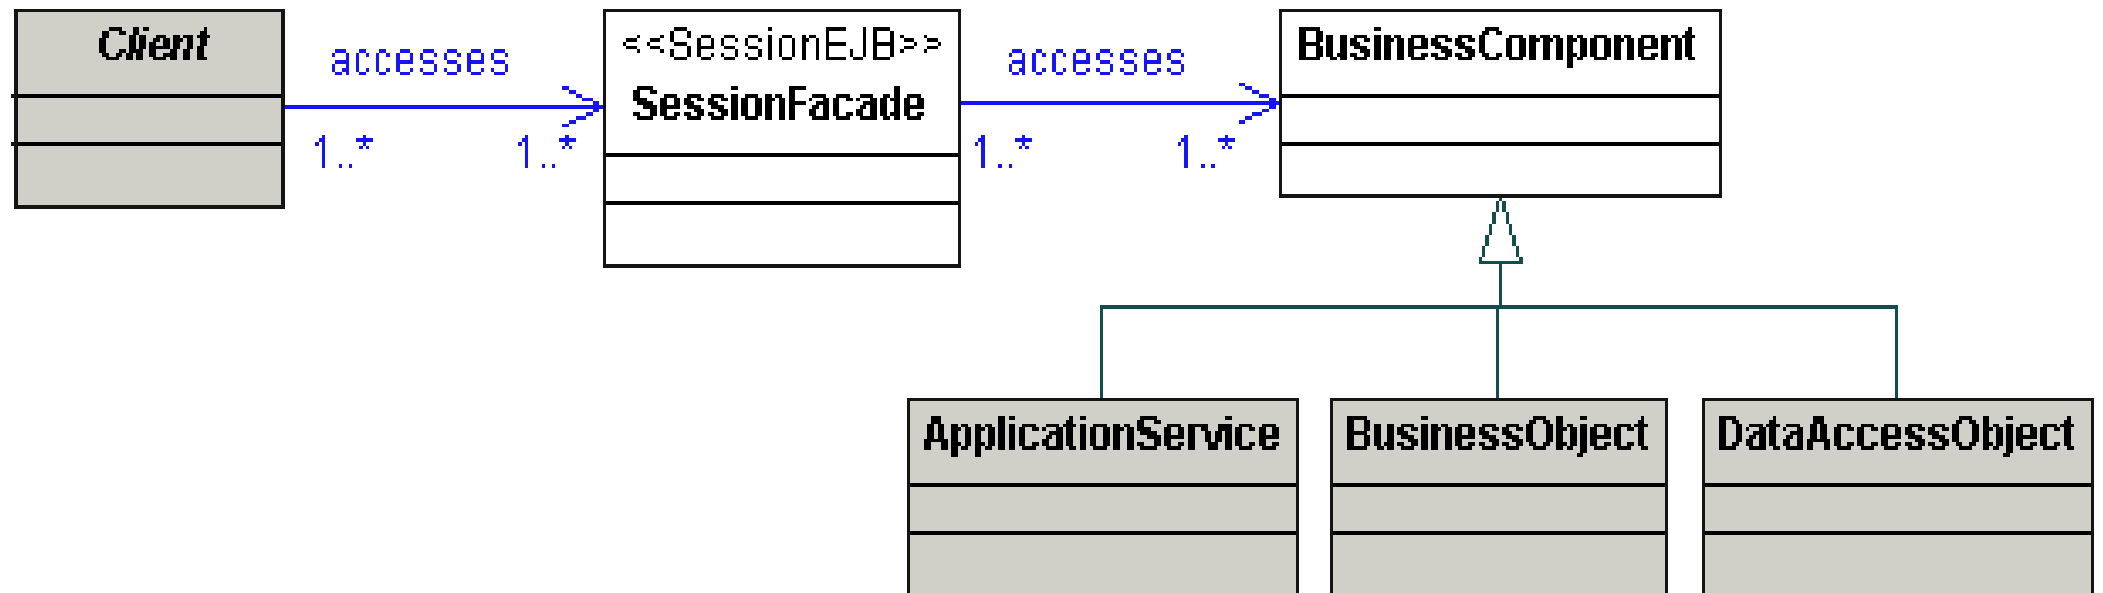 Client
accesses
1..*
1..*
<<SessionEJB>>
SessionFacade
accesses
1..*
1..*
BusinessComponent
ApplicationService
BusinessObject
DataAccessObject